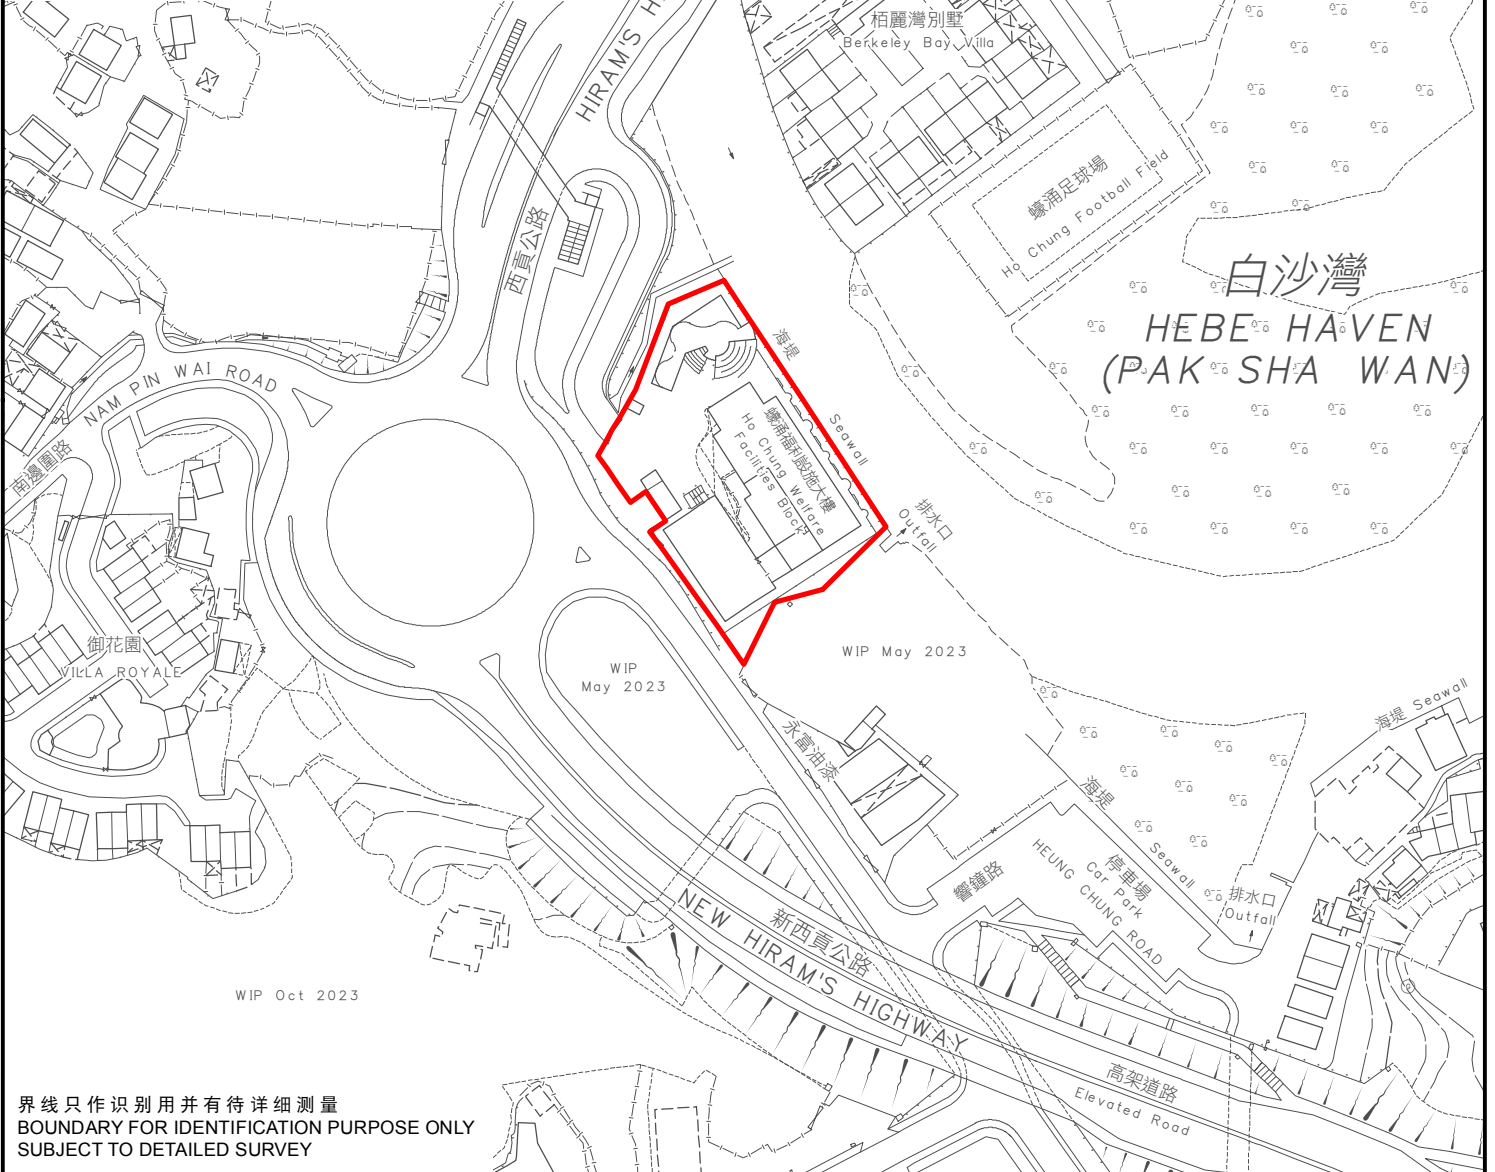 栢麗灣別墅
Berkeley Bay Villa
HIRAM'S
西貢公路
蠔涌足球場
Ho Chung Football Field
白沙灣
HEBE HAVEN
(PAK SHA WAN)
海堤
Seawall
NAM PIN WAI ROAD
南邊圍路
蠔涌福利設施大樓
Ho Chung Welfare
Facilities Block
排水口
Outfall
御花園
VILLA ROYALE
WIP
May 2023
WIP May 2023
永富油漆
海堤 Seawall
海堤
Seawall
停車場
Car Park
HEUNG CHUNG ROAD
響鐘路
排水口
Outfall
新西貢公路
NEW HIRAM'S HIGHWAY
WIP Oct 2023
高架道路
Elevated Road
界线只作识别用并有待详细测量
BOUNDARY FOR IDENTIFICATION PURPOSE ONLY
SUBJECT TO DETAILED SURVEY